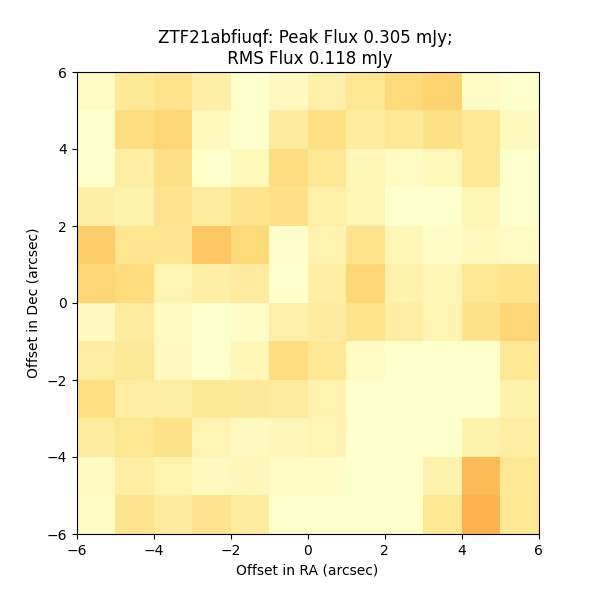 ZTF21abfiuqf: Peak Flux 0.305 mJy;
RMS Flux 0.118 mJy
6
4
2
0
−2
−4
−6
Offset in Dec (arcsec)
−6 −4 −2 0 2 4 6
Offset in RA (arcsec)